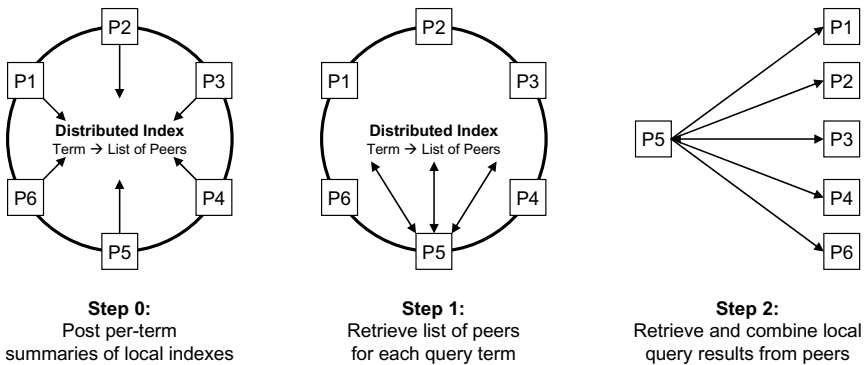 P2
P1
P3
Distributed Index
Term → List of Peers
P6
P4
P5
Step 0:
Post per-term
summaries of local indexes
P2
P1
P3
Distributed Index
Term → List of Peers
P6
P4
P5
Step 1:
Retrieve list of peers
for each query term
P1
P2
P5
P3
P4
P6
Step 2:
Retrieve and combine local
query results from peers